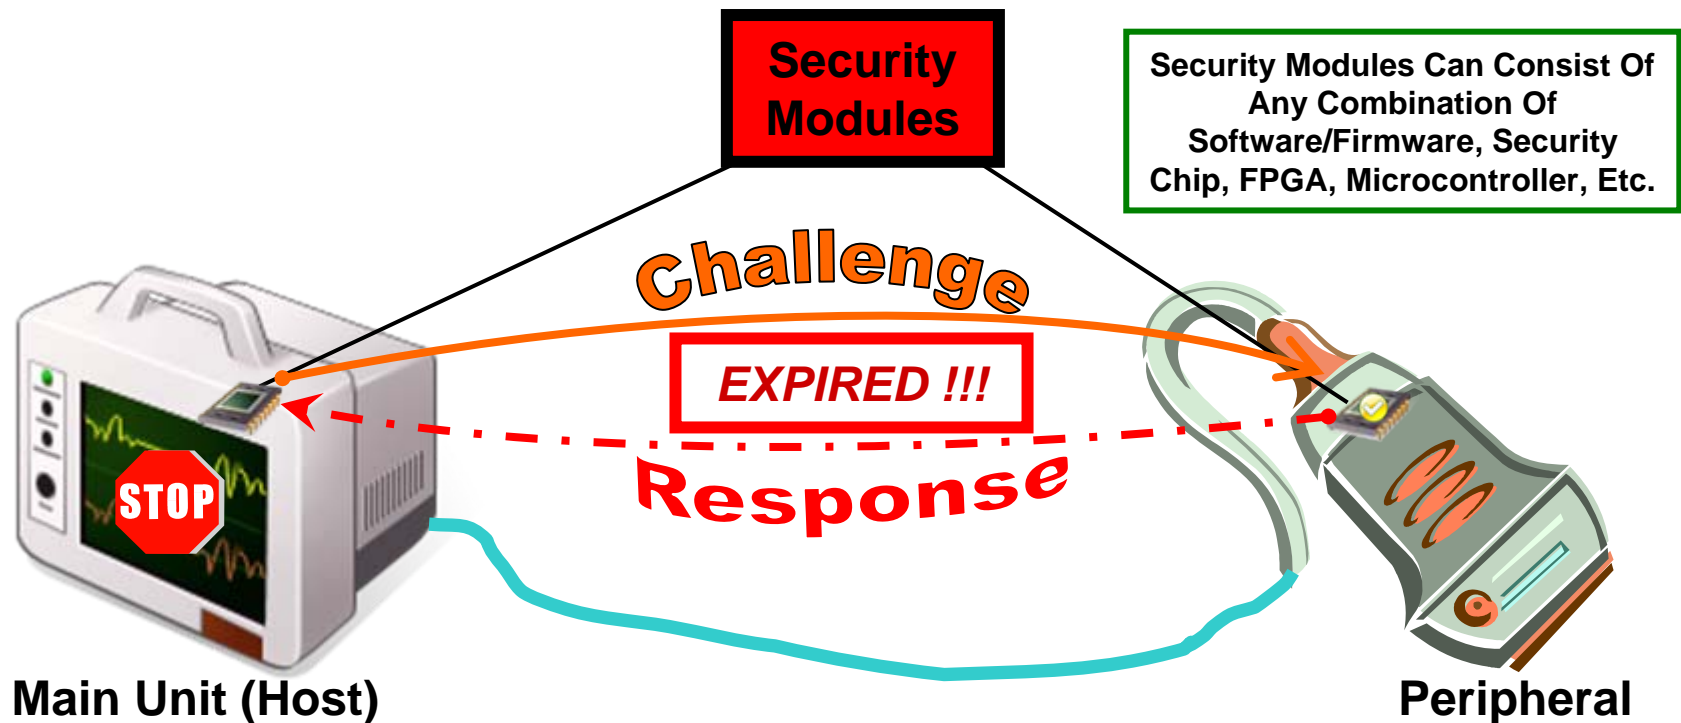 Security
Modules
Security Modules Can Consist Of
Any Combination Of
Software/Firmware, Security
Chip, FPGA, Microcontroller, Etc.
Challenge
EXPIRED !!!
Response
STOP
Main Unit (Host)
Peripheral